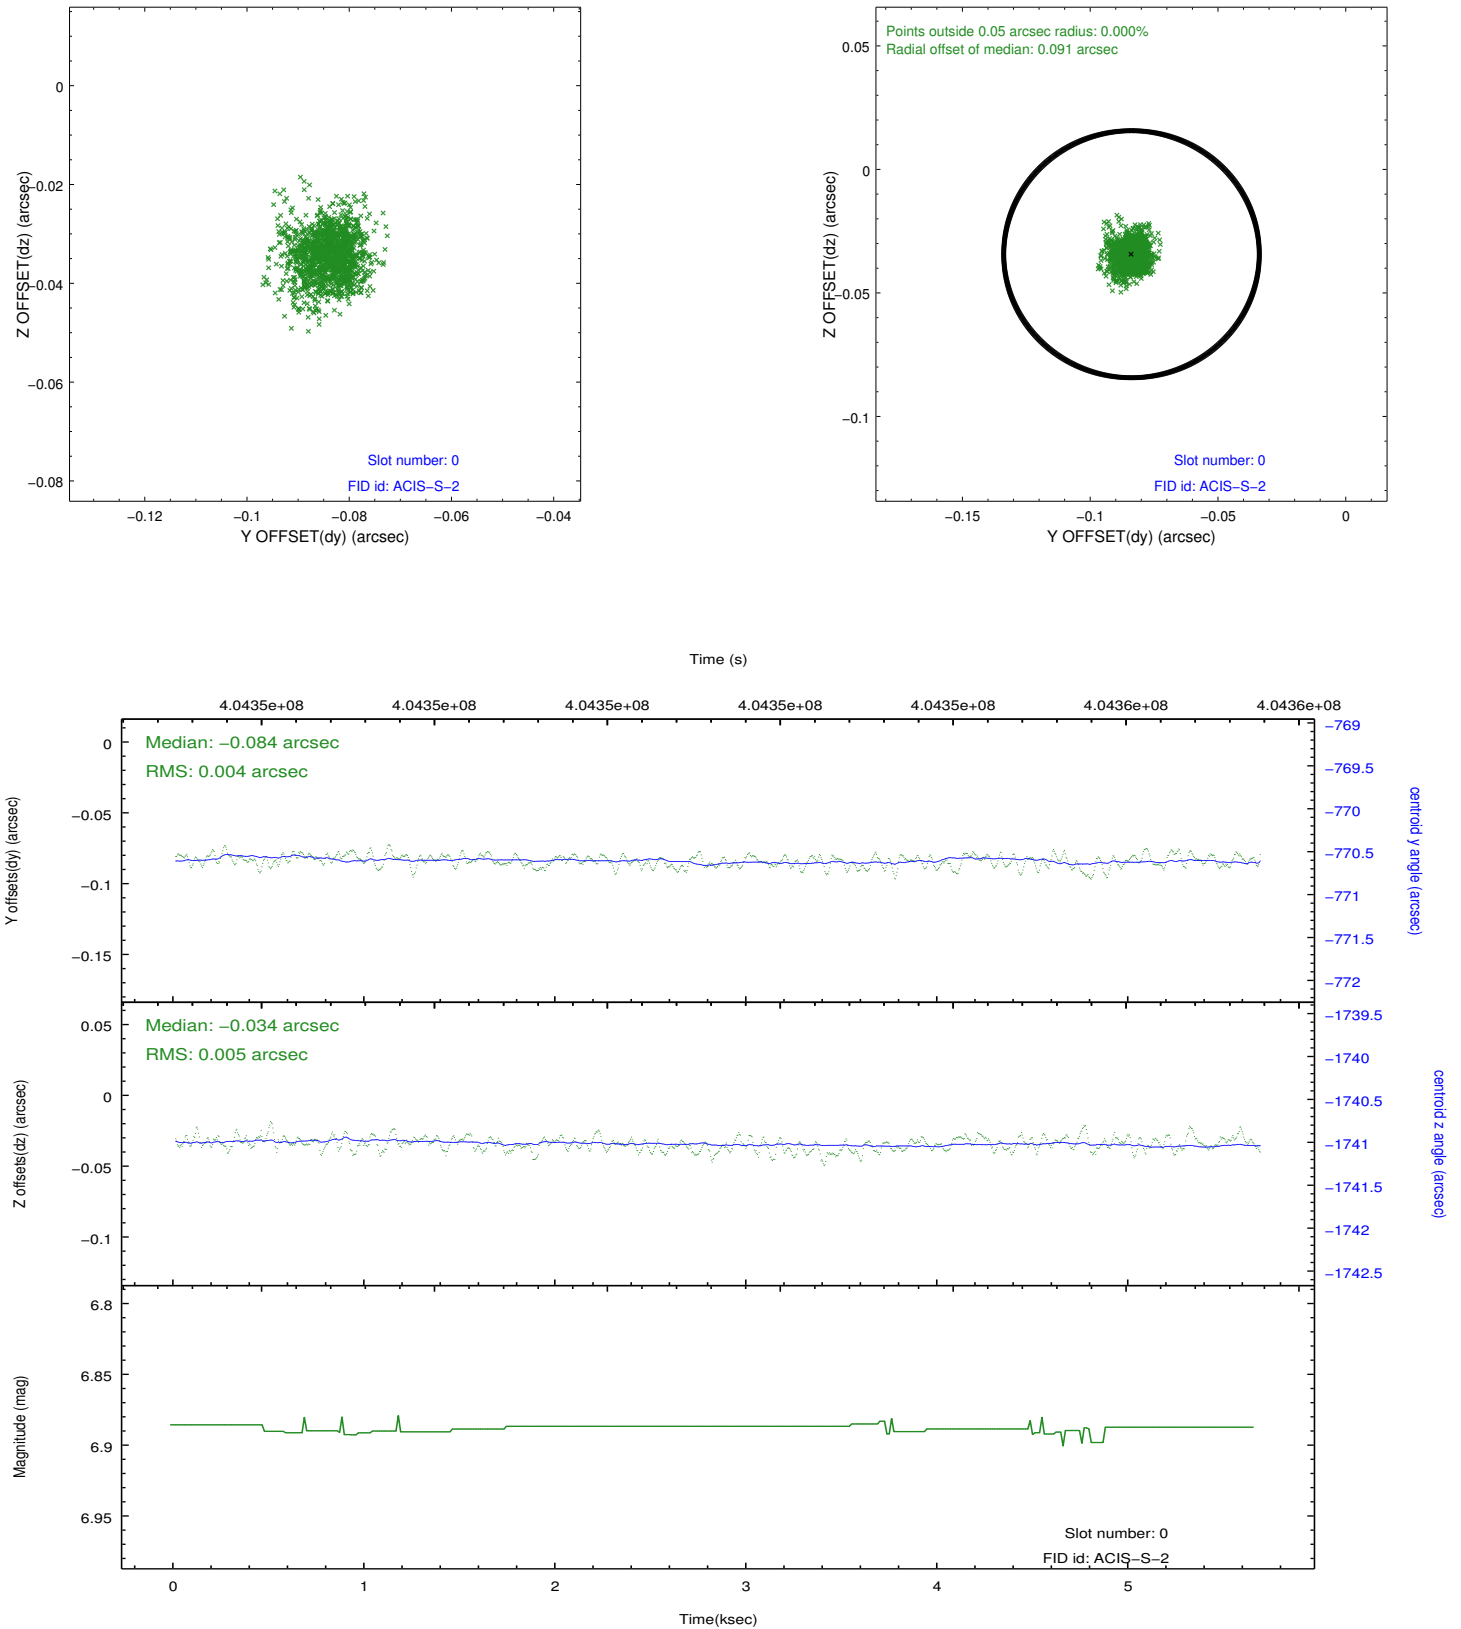 0
−0.02
−0.04
−0.06
−0.08
Z OFFSET(dz) (arcsec)
Slot number: 0
FID id: ACIS−S−2
−0.12 −0.1 −0.08 −0.06 −0.04
Y OFFSET(dy) (arcsec)
Points outside 0.05 arcsec radius: 0.000%
Radial offset of median: 0.091 arcsec
0.05
0
−0.05
−0.1
Z OFFSET(dz) (arcsec)
Slot number: 0
FID id: ACIS−S−2
−0.15 −0.1 −0.05 0
Y OFFSET(dy) (arcsec)
Time (s)
4.0435e+08 4.0435e+08 4.0435e+08 4.0435e+08 4.0435e+08 4.0436e+08 4.0436e+08
Median: −0.084 arcsec
RMS: 0.004 arcsec
0
−0.05
−0.1
−0.15
Y offsets(dy) (arcsec)
−769
−769.5
−770
−770.5
−771
−771.5
−772
centroid y angle (arcsec)
Median: −0.034 arcsec
RMS: 0.005 arcsec
0.05
0
−0.05
−0.1
Z offsets(dz) (arcsec)
−1739.5
−1740
−1740.5
−1741
−1741.5
−1742
−1742.5
centroid z angle (arcsec)
6.8
6.85
6.9
6.95
Magnitude (mag)
Slot number: 0
FID id: ACIS−S−2
0 1 2 3 4 5
Time(ksec)